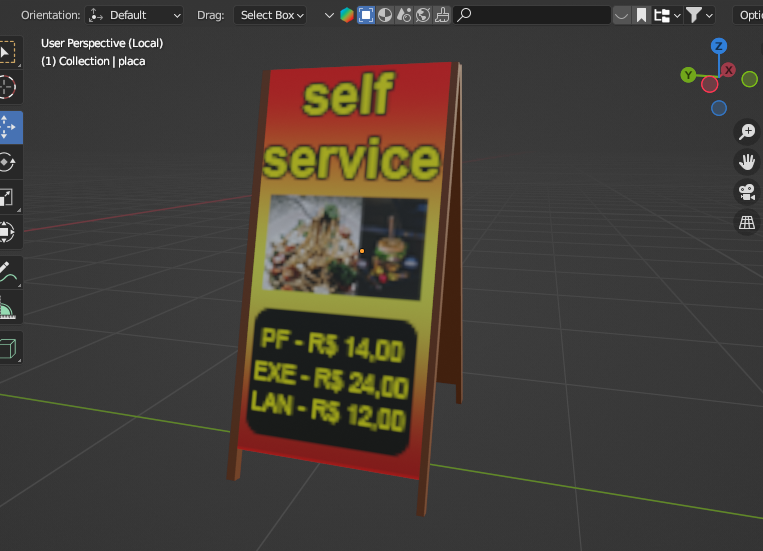 Orientation: Default Drag: Select Box Opti
User Perspective (Local)
(1) Collection | placa
Z
Y
X
self
service
PF - R$ 14,00
EXE - R$ 24,00
LAN - R$ 12,00